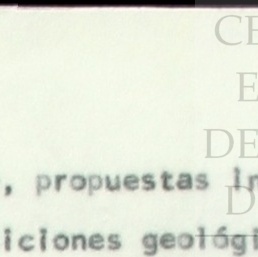 CE
E
DE
D
, propuestas in
iciones geológi